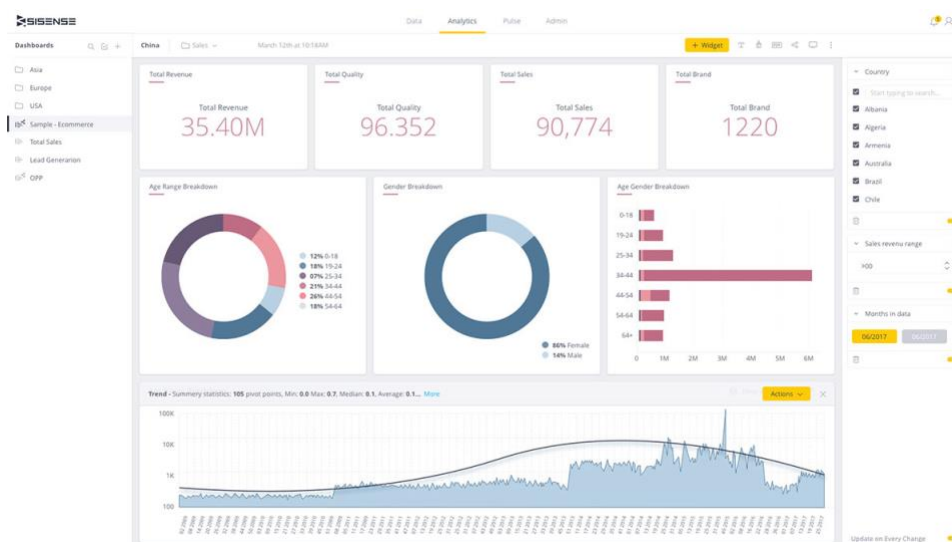 SISENSE
Data Analytics Pulse Admin
Dashboards
China Sales March 12th at 10:18AM
+ Widget
Asia
Europe
USA
Sample - Ecommerce
Total Sales
Lead Generation
OPP
Total Revenue
Total Revenue
35.40M
Total Quality
Total Quality
96.352
Total Sales
Total Sales
90,774
Total Brand
Total Brand
1220
Age Range Breakdown
12% 0-18
18% 19-24
07% 25-34
21% 34-44
26% 44-54
18% 54-64
Gender Breakdown
86% Female
14% Male
Age Gender Breakdown
0-18
19-24
25-34
34-44
44-54
54-64
64+
0 1M 2M 3M 4M 5M 6M
Trend - Summery statistics: 105 pivot points, Min: 0.0 Max: 0.7, Median: 0.1, Average: 0.1... More
Actions
100K
10K
1K
100
Country
Start typing to search...
Albania
Algeria
Armenia
Australia
Brazil
Chile
Sales revenu range
Months in data
06/2017 06/2017
Update on Every Change